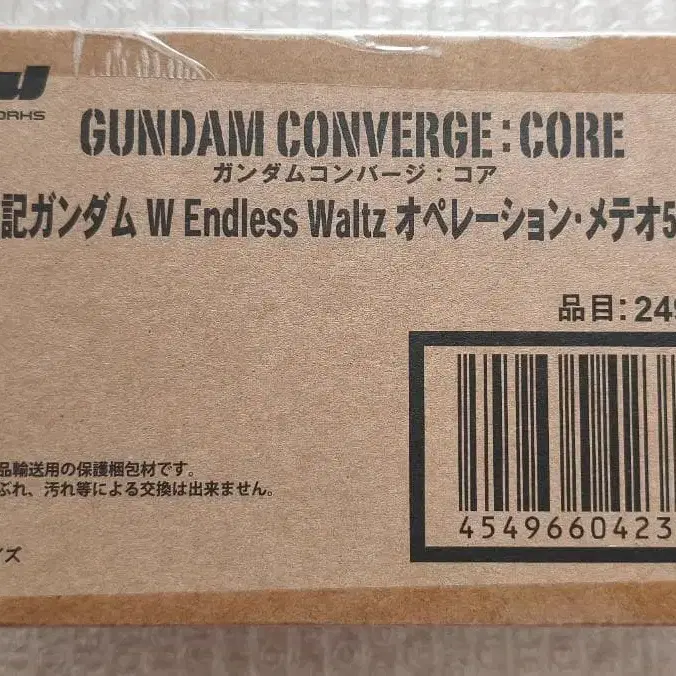 ORKS
GUNDAM CONVERGE:CORE
ガンダムコンバージ:コア
記ガンダム W Endless Waltz オペレーション・メテオ5
品目:249
品輸送用の保護梱包材です。
ぶれ、汚れ等による交換は出来ません。
イズ
4549660423